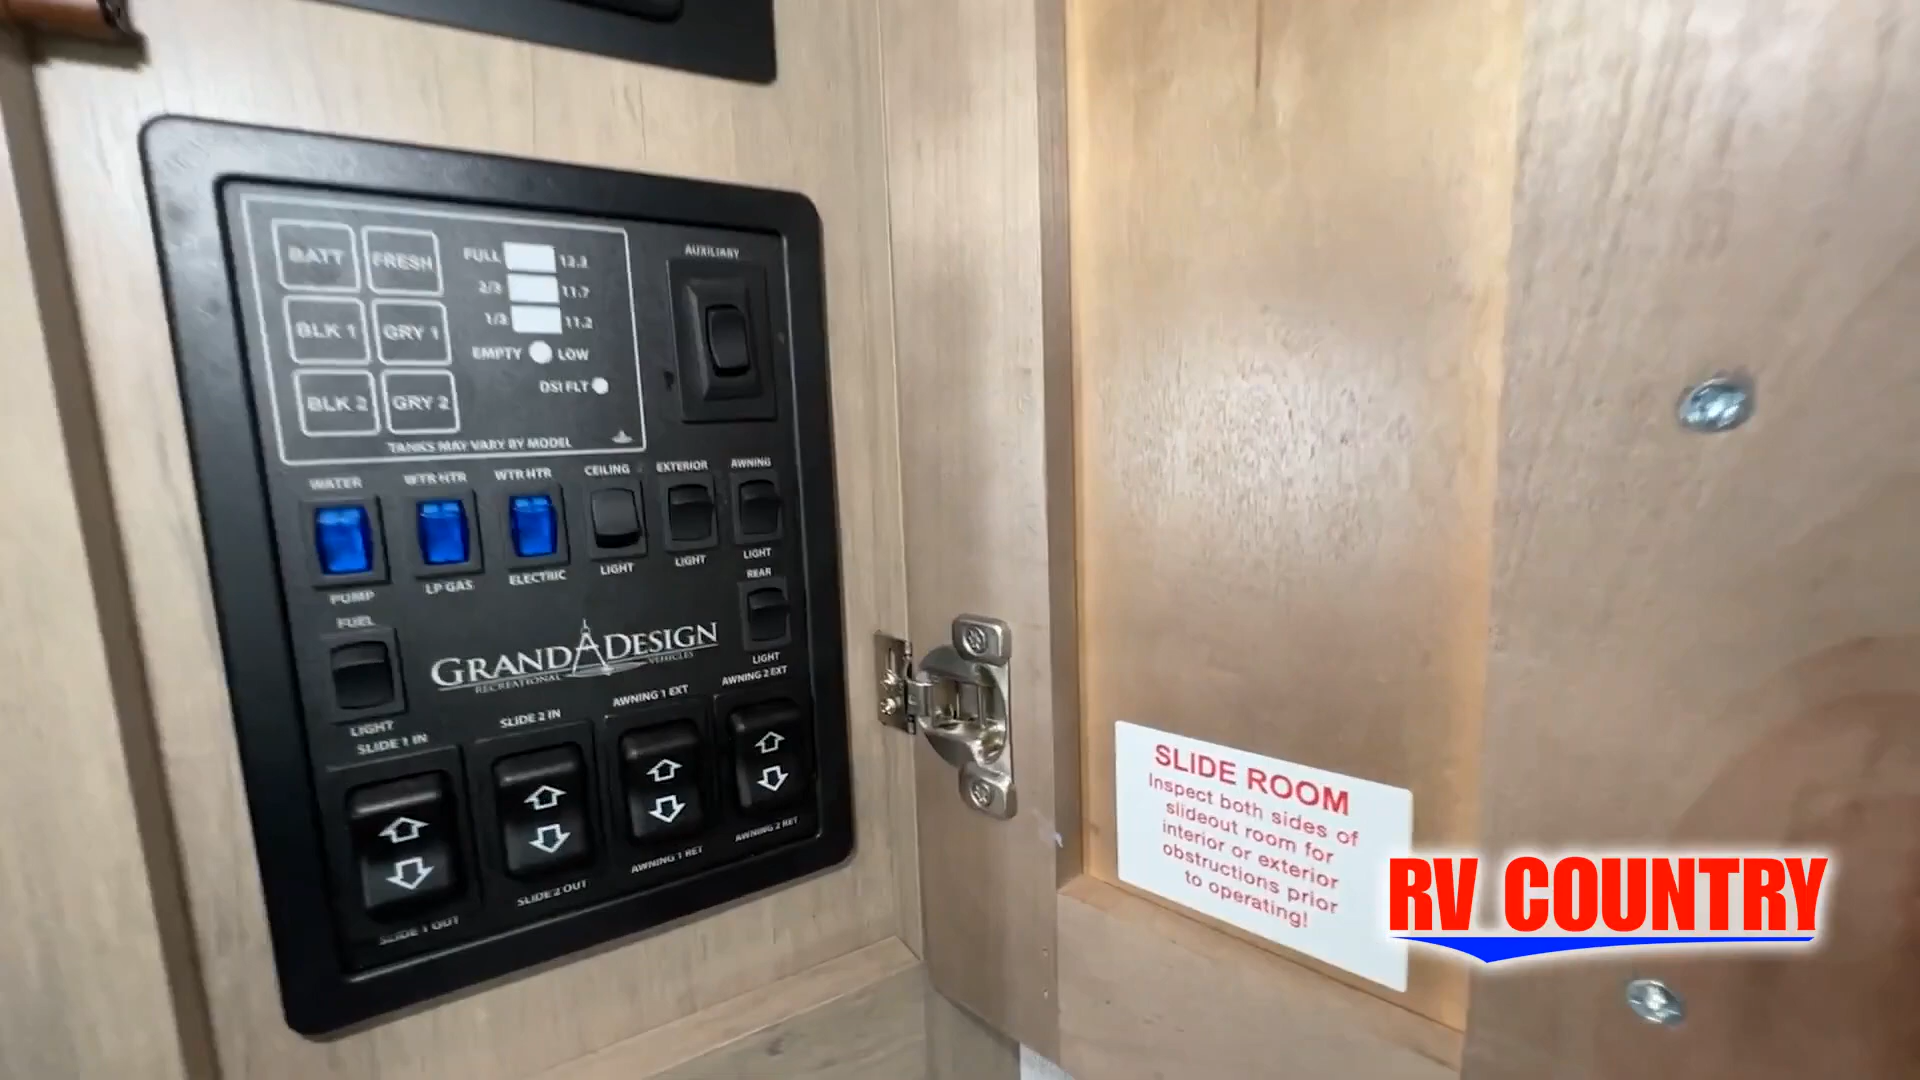 BATT FRESH FULL 12.3
2/3 11.7
BLK 1 GRY 1 1/3 11.2
EMPTY LOW
BLK 2 GRY 2 DSI FLT
TANKS MAY VARY BY MODEL
AUXILIARY
WATER WTR HTR WTR HTR CEILING EXTERIOR AWNING
PUMP LP GAS ELECTRIC LIGHT LIGHT LIGHT
FUEL
LIGHT
REAR
LIGHT
GRAND DESIGN
RECREATIONAL VEHICLES
SLIDE 1 IN SLIDE 2 IN AWNING 1 EXT AWNING 2 EXT
SLIDE 1 OUT SLIDE 2 OUT AWNING 1 RET AWNING 2 RET
SLIDE ROOM
Inspect both sides of
slideout room for
interior or exterior
obstructions prior
to operating!
RV COUNTRY